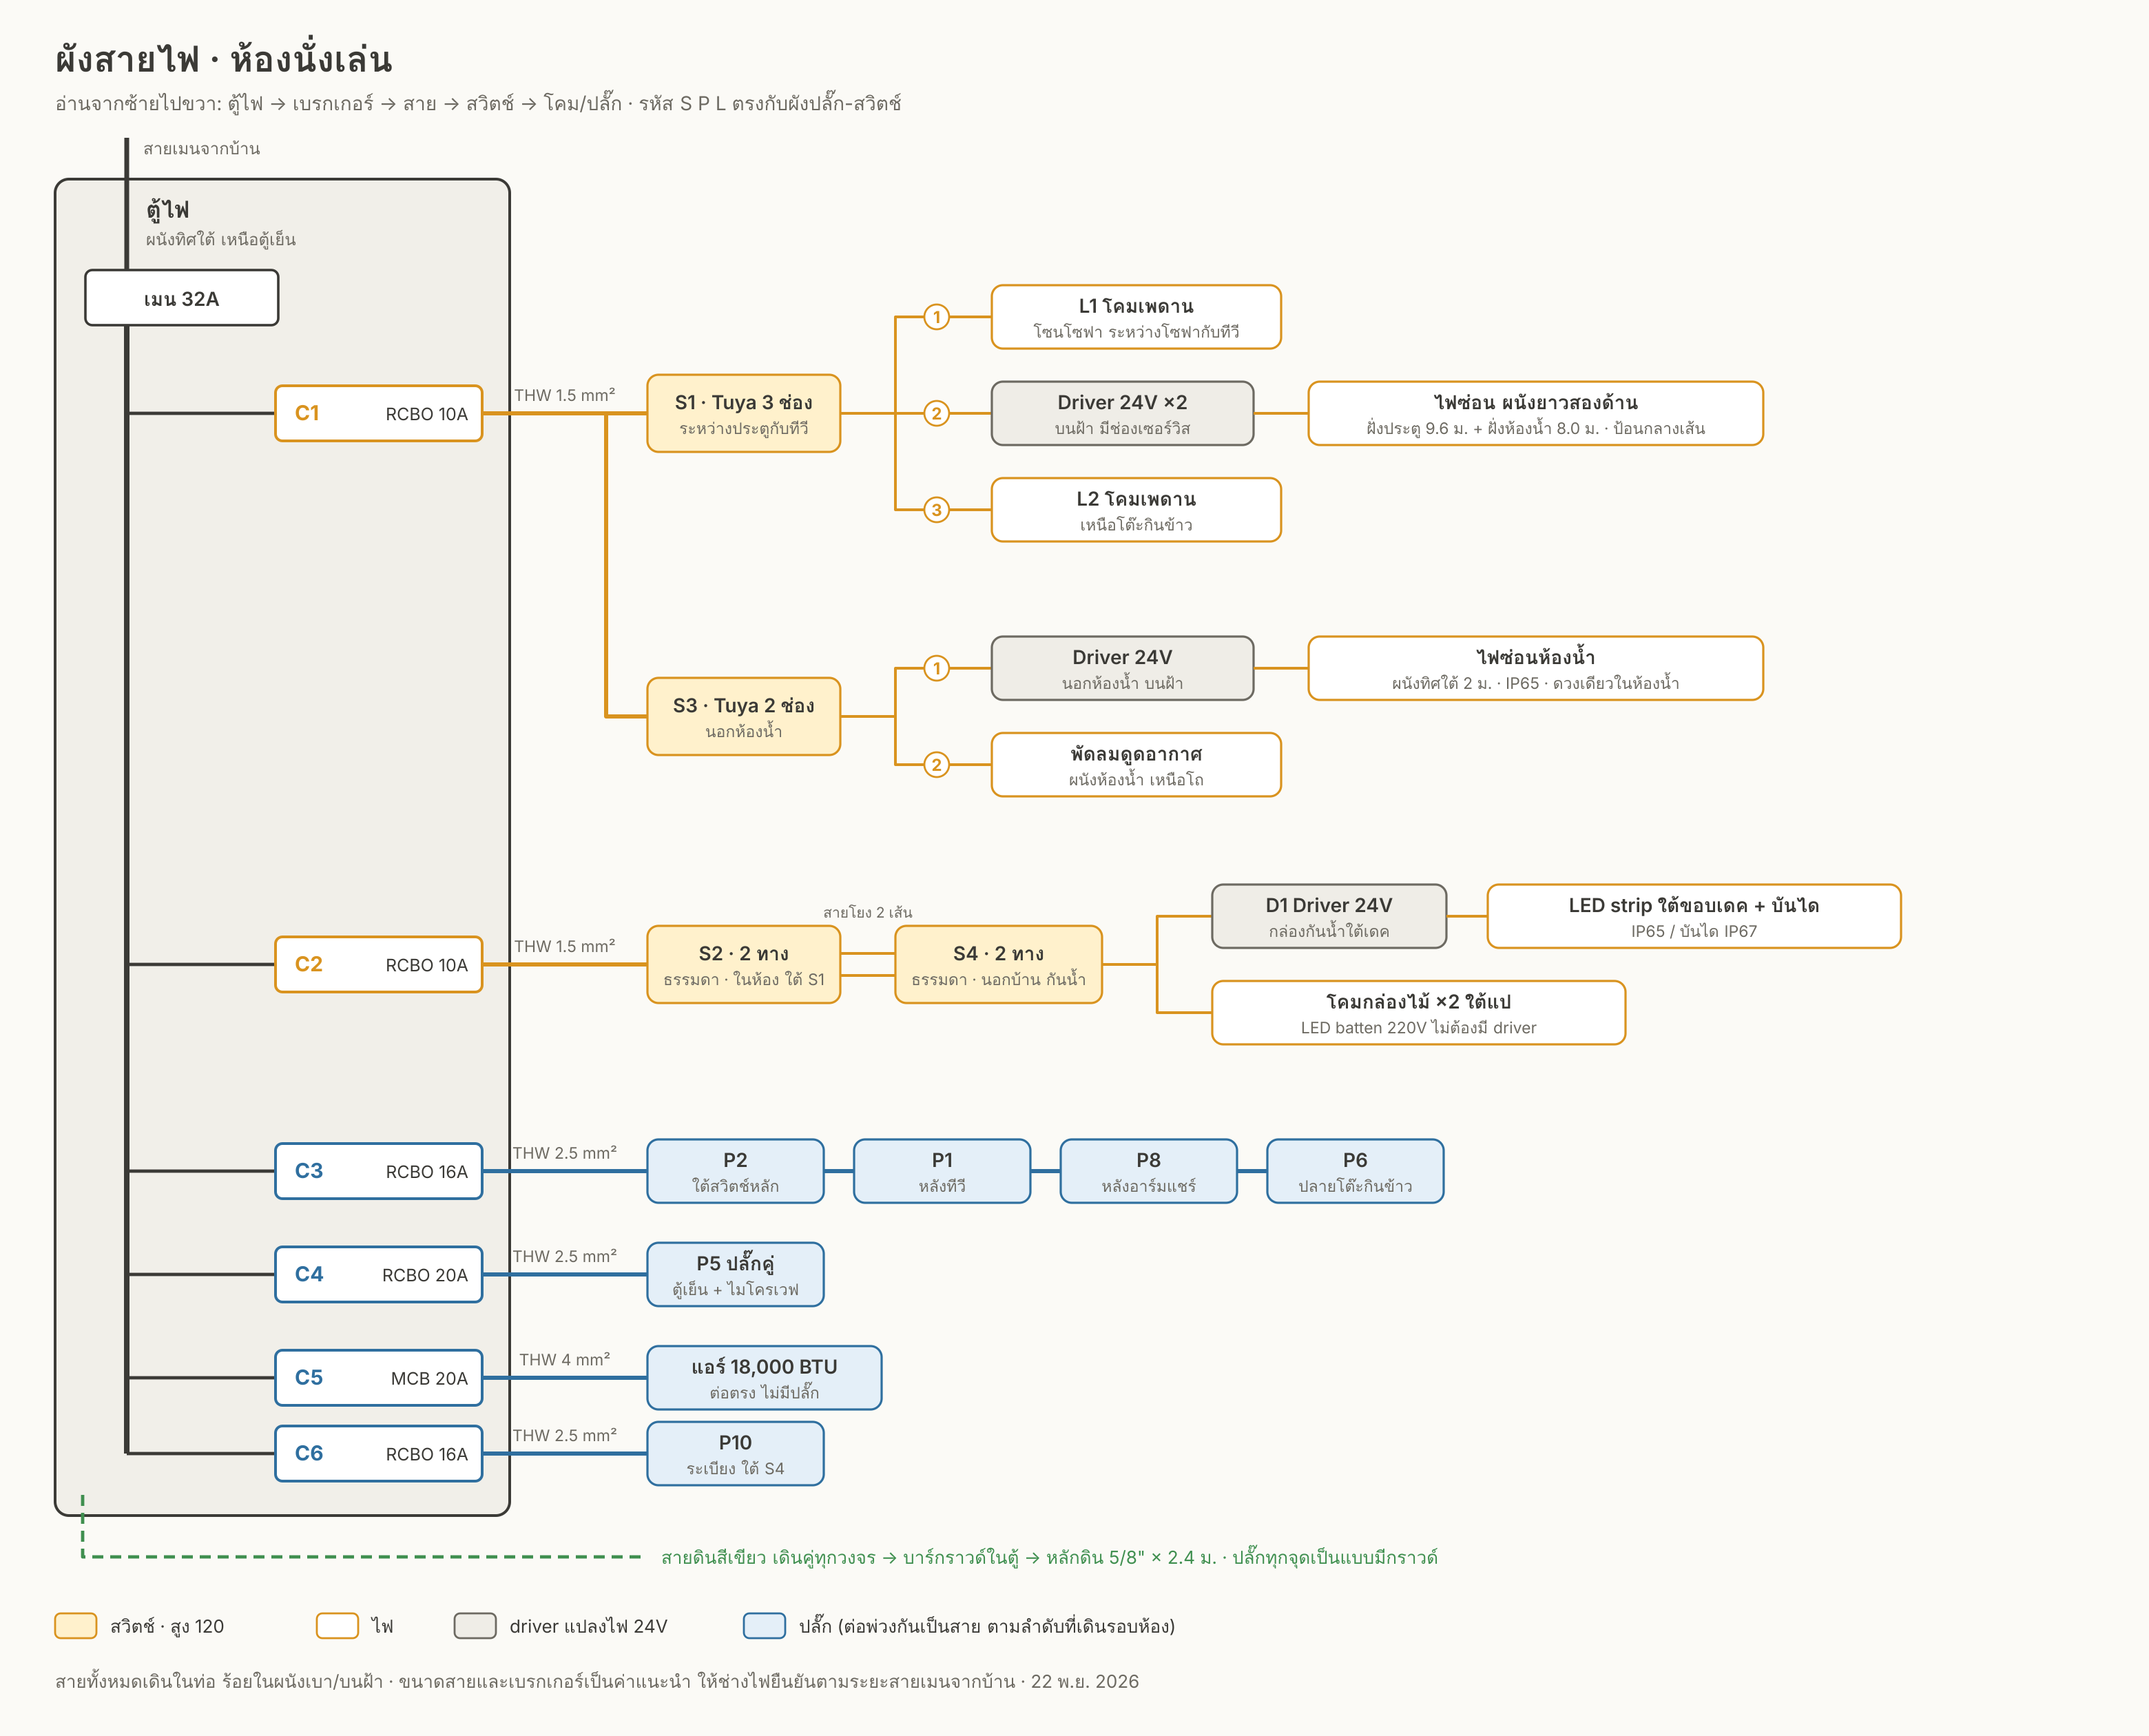 ผังสายไฟ · ห้องนั่งเล่น
อ่านจากซ้ายไปขวา: ตู้ไฟ → เบรกเกอร์ → สาย → สวิตช์ → โคม/ปลั๊ก · รหัส S P L ตรงกับผังปลั๊ก-สวิตช์
สายเมนจากบ้าน
ตู้ไฟ
ผนังทิศใต้ เหนือตู้เย็น
เมน 32A
C1 RCBO 10A
THW 1.5 mm²
S1 · Tuya 3 ช่อง
ระหว่างประตูกับทีวี
1
L1 โคมเพดาน
โซนโซฟา ระหว่างโซฟากับทีวี
2
Driver 24V ×2
บนฝ้า มีช่องเซอร์วิส
ไฟซ่อน ผนังยาวสองด้าน
ฝั่งประตู 9.6 ม. + ฝั่งห้องน้ำ 8.0 ม. · ป้อนกลางเส้น
3
L2 โคมเพดาน
เหนือโต๊ะกินข้าว
S3 · Tuya 2 ช่อง
นอกห้องน้ำ
1
Driver 24V
นอกห้องน้ำ บนฝ้า
ไฟซ่อนห้องน้ำ
ผนังทิศใต้ 2 ม. · IP65 · ดวงเดียวในห้องน้ำ
2
พัดลมดูดอากาศ
ผนังห้องน้ำ เหนือโถ
C2 RCBO 10A
THW 1.5 mm²
S2 · 2 ทาง
ธรรมดา · ในห้อง ใต้ S1
สายโยง 2 เส้น
S4 · 2 ทาง
ธรรมดา · นอกบ้าน กันน้ำ
D1 Driver 24V
กล่องกันน้ำใต้เดค
LED strip ใต้ขอบเดค + บันได
IP65 / บันได IP67
โคมกล่องไม้ ×2 ใต้แป
LED batten 220V ไม่ต้องมี driver
C3 RCBO 16A
THW 2.5 mm²
P2
ใต้สวิตช์หลัก
P1
หลังทีวี
P8
หลังอาร์มแชร์
P6
ปลายโต๊ะกินข้าว
C4 RCBO 20A
THW 2.5 mm²
P5 ปลั๊กคู่
ตู้เย็น + ไมโครเวฟ
C5 MCB 20A
THW 4 mm²
แอร์ 18,000 BTU
ต่อตรง ไม่มีปลั๊ก
C6 RCBO 16A
THW 2.5 mm²
P10
ระเบียง ใต้ S4
สายดินสีเขียว เดินคู่ทุกวงจร → บาร์กราวด์ในตู้ → หลักดิน 5/8" × 2.4 ม. · ปลั๊กทุกจุดเป็นแบบมีกราวด์
สวิตช์ · สูง 120
ไฟ
driver แปลงไฟ 24V
ปลั๊ก (ต่อพ่วงกันเป็นสาย ตามลำดับที่เดินรอบห้อง)
สายทั้งหมดเดินในท่อ ร้อยในผนังเบา/บนฝ้า · ขนาดสายและเบรกเกอร์เป็นค่าแนะนำ ให้ช่างไฟยืนยันตามระยะสายเมนจากบ้าน · 22 พ.ย. 2026